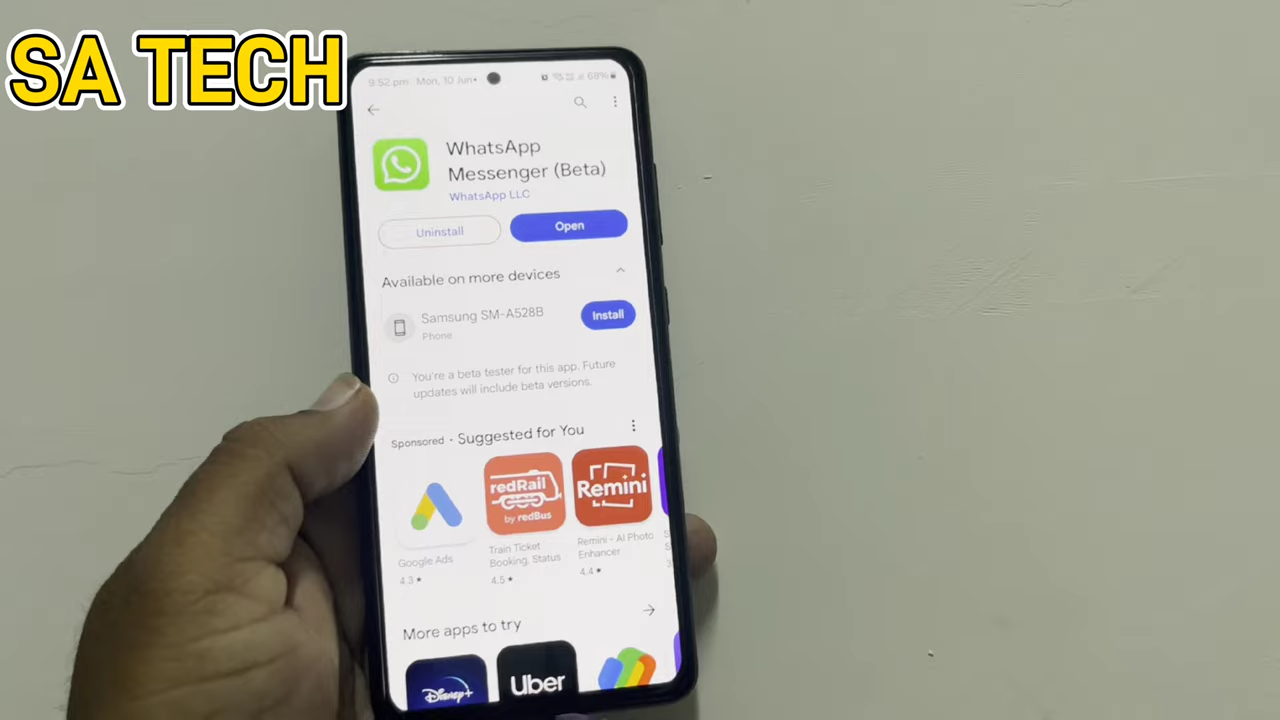 SA TECH
9:52 pm Mon, 10 Jun
68%
WhatsApp
Messenger (Beta)
WhatsApp LLC
Uninstall
Open
Available on more devices
Samsung SM-A528B
Phone
Install
You're a beta tester for this app. Future
updates will include beta versions.
Sponsored • Suggested for You
redRail
by redBus
Remini
Google Ads
4.3 ★
Train Ticket
Booking, Status
4.5 ★
Remini - AI Photo
Enhancer
4.4 ★
More apps to try
Disney+
Uber